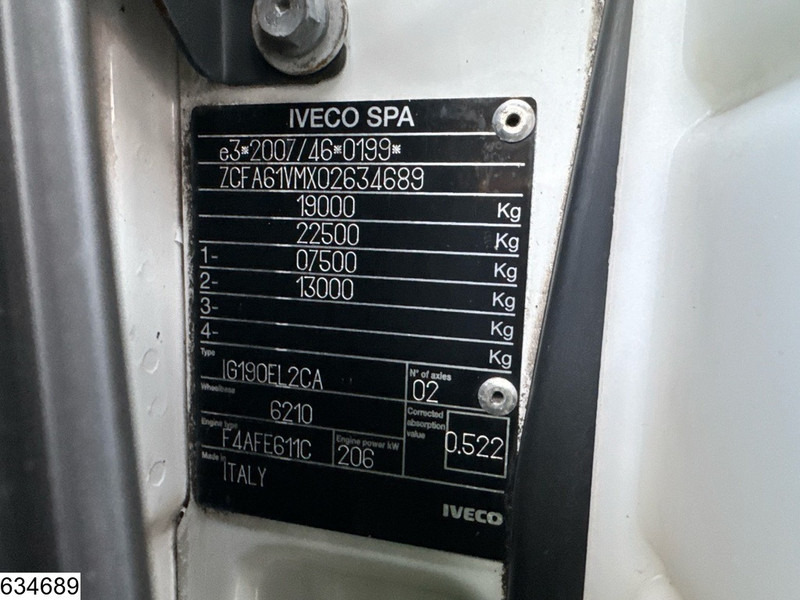 IVECO SPA
e3*2007/46*0199*
ZCFA61VMX02634689
19000 Kg
22500 Kg
1- 07500 Kg
2- 13000 Kg
3- Kg
4- Kg
Type IG190EL2CA N° of axles 02
Wheelbase 6210 Corrected absorption value 0.522
Engine type F4AFE611C Engine power kW 206
Made in ITALY
IVECO
634689